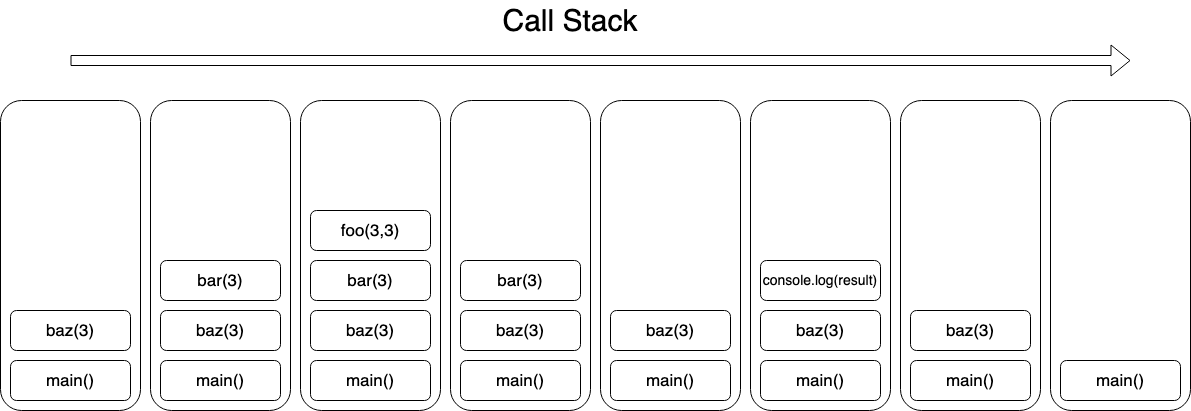 Call Stack
baz(3)
main()
bar(3)
baz(3)
main()
foo(3,3)
bar(3)
baz(3)
main()
bar(3)
baz(3)
main()
baz(3)
main()
console.log(result)
baz(3)
main()
baz(3)
main()
main()